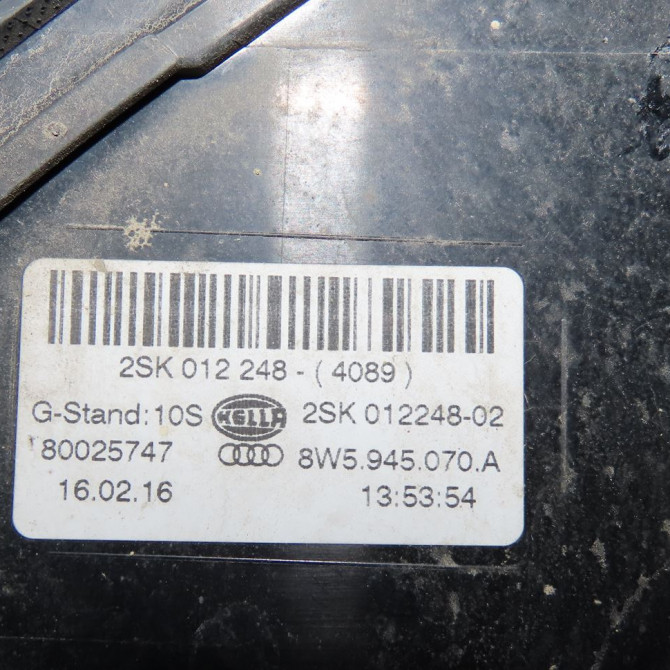 2SK 012 248 - ( 4089 )
G-Stand: 10S HELLA 2SK 012248-02
80025747 8W5.945.070.A
16.02.16 13:53:54